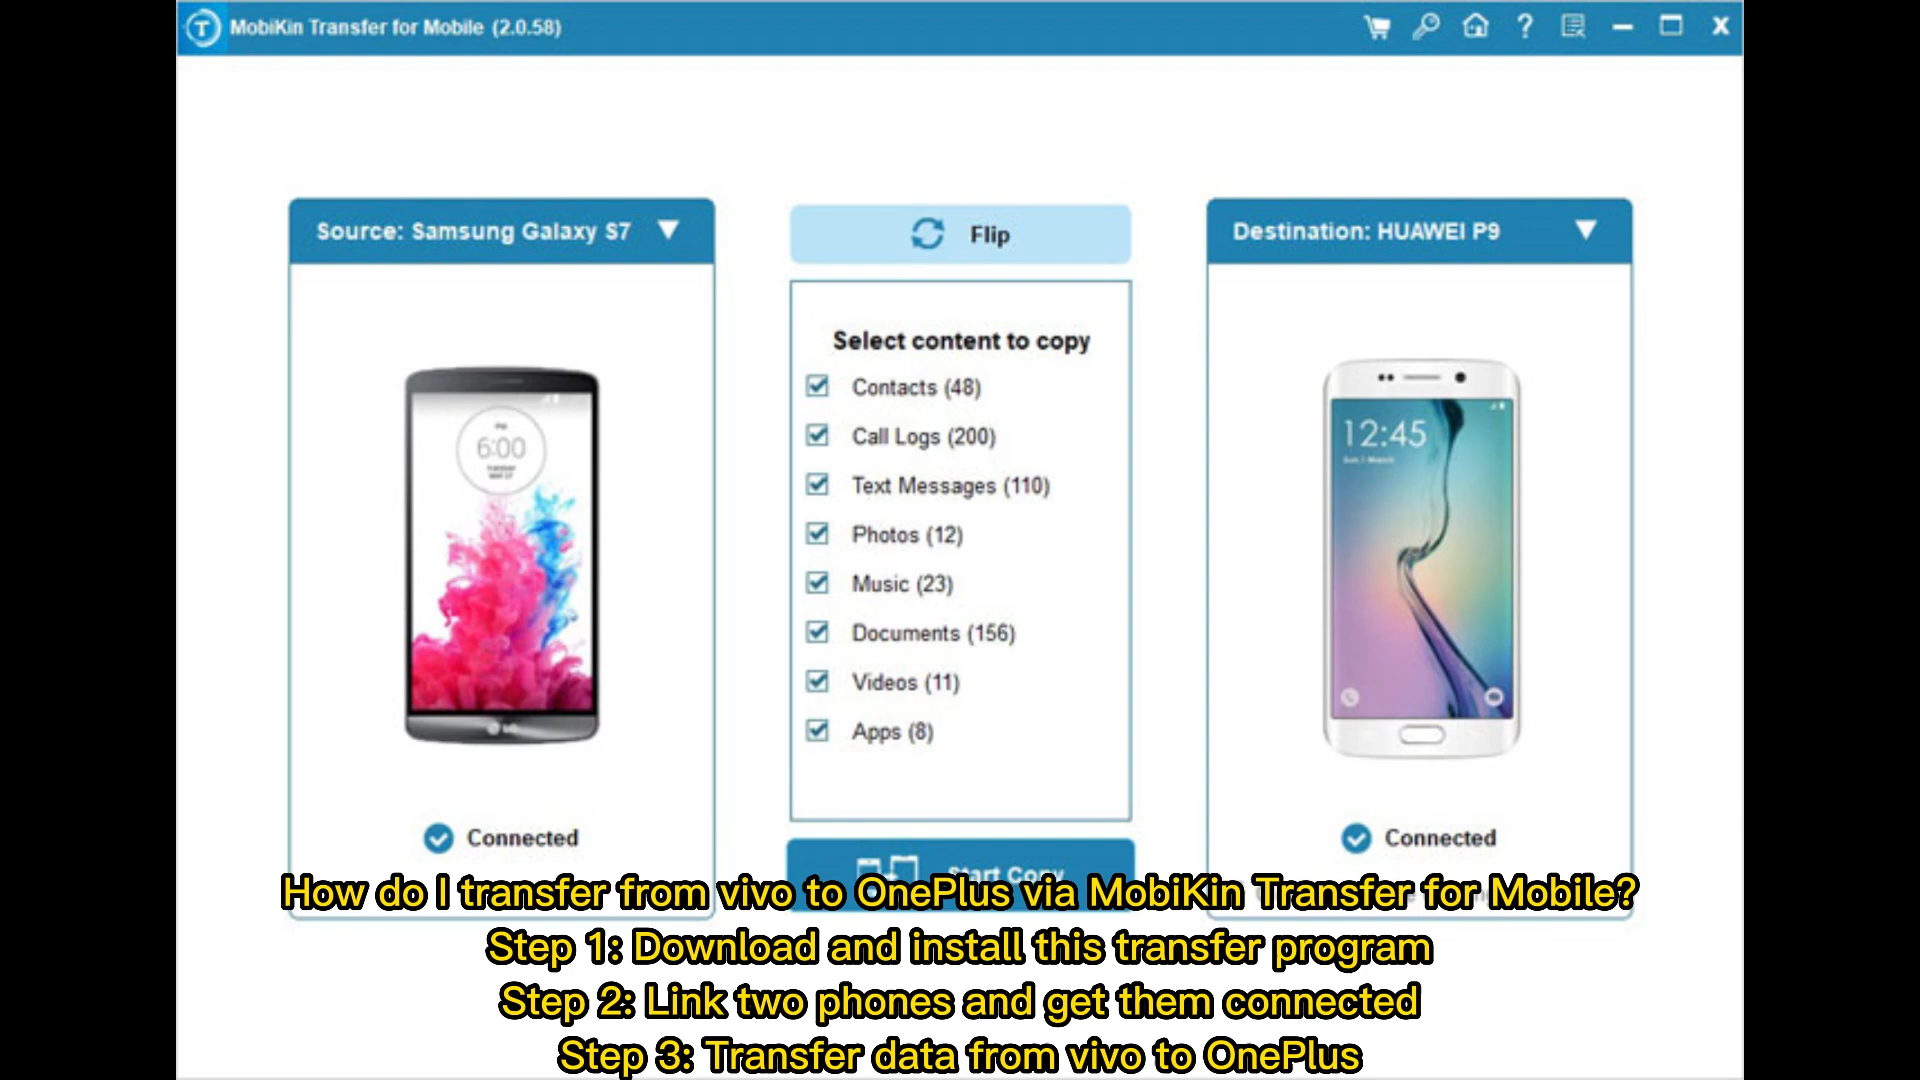 MobiKin Transfer for Mobile (2.0.58)
Source: Samsung Galaxy S7
Flip
Destination: HUAWEI P9
Select content to copy
Contacts (48)
Call Logs (200)
Text Messages (110)
Photos (12)
Music (23)
Documents (156)
Videos (11)
Apps (8)
PM
6:00
LG
12:45
Connected
Connected
Start Copy
How do I transfer from vivo to OnePlus via MobiKin Transfer for Mobile?
Step 1: Download and install this transfer program
Step 2: Link two phones and get them connected
Step 3: Transfer data from vivo to OnePlus